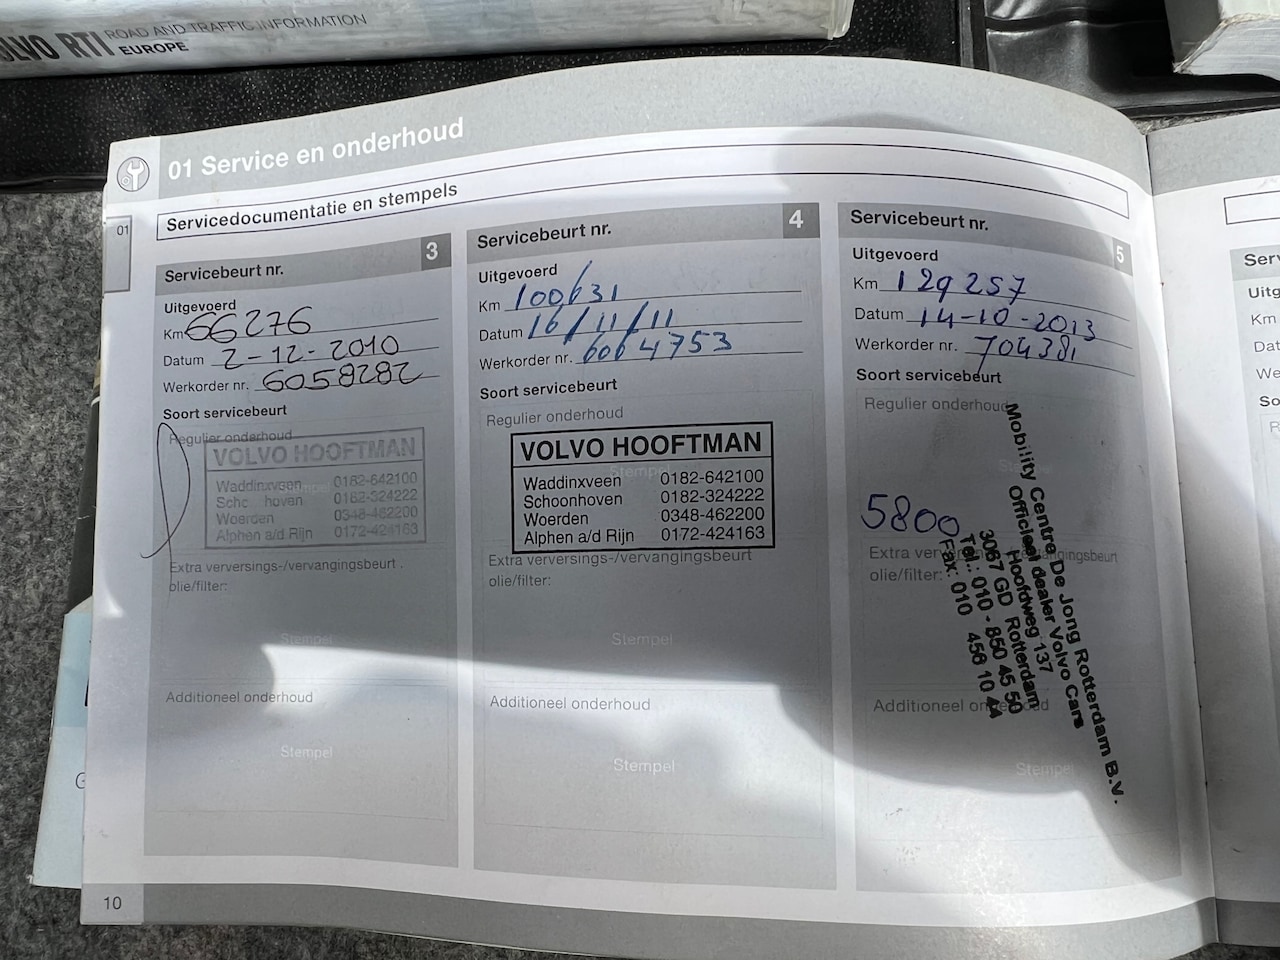 VOLVO RTI ROAD AND TRAFFIC INFORMATION
EUROPE
01 Service en onderhoud
01
Servicedocumentatie en stempels
Servicebeurt nr. 3
Uitgevoerd
Km 66276
Datum 2-12-2010
Werkorder nr. 6058282
Soort servicebeurt
Regulier onderhoud
VOLVO HOOFTMAN
Waddinxveen 0182-642100
Schoonhoven 0182-324222
Woerden 0348-462200
Alphen a/d Rijn 0172-424163
Extra verversings-/vervangingsbeurt
olie/filter:
Stempel
Additioneel onderhoud
Stempel
Servicebeurt nr. 4
Uitgevoerd
Km 100631
Datum 16/11/11
Werkorder nr. 6064753
Soort servicebeurt
Regulier onderhoud
Stempel
VOLVO HOOFTMAN
Waddinxveen 0182-642100
Schoonhoven 0182-324222
Woerden 0348-462200
Alphen a/d Rijn 0172-424163
Extra verversings-/vervangingsbeurt
olie/filter:
Stempel
Additioneel onderhoud
Stempel
Servicebeurt nr. 5
Uitgevoerd
Km 129257
Datum 14-10-2013
Werkorder nr. 704381
Soort servicebeurt
Regulier onderhoud
Stempel
5800
Mobility Centre De Jong Rotterdam B.V.
Officieel dealer Volvo Cars
Hoofdweg 137
3067 GD Rotterdam
Tel.: 010 - 850 45 50
Fax: 010 456 10 44
Extra verversings-/vervangingsbeurt
olie/filter:
Additioneel onderhoud
Stempel
10